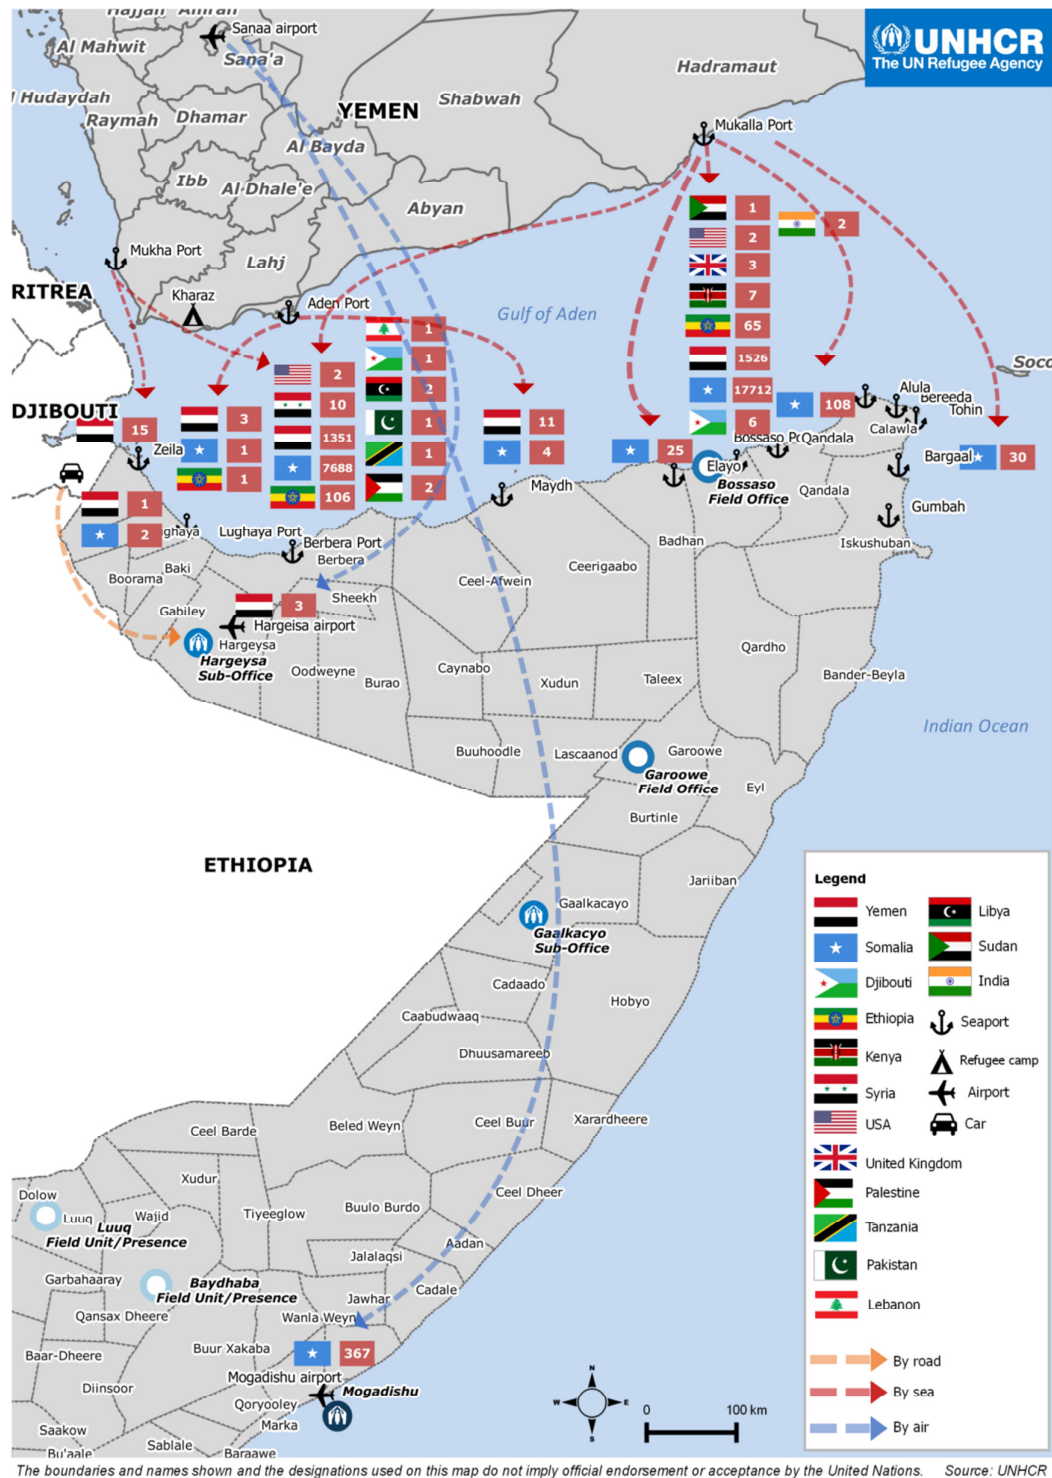 Hajjah Amran
Sanaa airport
Al Mahwit
Sana'a
Hadramaut
UNHCR
The UN Refugee Agency
l Hudaydah
Shabwah
Raymah
Dhamar
YEMEN
Mukalla Port
Al Bayda
Ibb
Al Dhale'e
Abyan
1
2
2
Mukha Port
Lahj
3
RITREA
Kharaz
Aden Port
Gulf of Aden
7
1
65
1
1526
Soco
2
2
17712
Alula
DJIBOUTI
10
108
Bereeda
Tohin
15
3
1
11
6
Calawla
1351
Bossaso Po
Qandala
Zeila
1
1
4
25
Elayo
Bargaal
30
7688
Bossaso
Field Office
1
106
2
Maydh
Qandala
1
Gumbah
2
ghaya
Lughaya Port
Berbera Port
Badhan
Iskushuban
Baki
Berbera
Ceerigaabo
Boorama
Ceel-Afwein
Gabiley
3
Sheekh
Hargeisa airport
Hargeysa
Qardho
Hargeysa
Sub-Office
Oodweyne
Caynabo
Taleex
Bander-Beyla
Burao
Xudun
Indian Ocean
Buuhoodle
Lascaanod
Garoowe
Garoowe
Field Office
Eyl
Burtinle
ETHIOPIA
Jariiban
Gaalkacayo
Gaalkacyo
Sub-Office
Cadaado
Hobyo
Caabudwaaq
Dhuusamareeb
Ceel Barde
Beled Weyn
Ceel Buur
Xarardheere
Xudur
Dolow
Ceel Dheer
Luuq
Wajid
Tiyeeglow
Buulo Burdo
Luuq
Field Unit/Presence
Aadan
Jalalaqsi
Garbahaaray
Baydhaba
Field Unit/Presence
Cadale
Jawhar
Qansax Dheere
Wanla Weyn
Baar-Dheere
Buur Xakaba
367
Mogadishu airport
Diinsoor
Mogadishu
Qoryooley
Marka
Saakow
Sablale
Bu'aale
Baraawe
N
W
E
S
0
100 km
Legend
Yemen
Libya
Somalia
Sudan
Djibouti
India
Ethiopia
Seaport
Kenya
Refugee camp
Syria
Airport
USA
Car
United Kingdom
Palestine
Tanzania
Pakistan
Lebanon
By road
By sea
By air
The boundaries and names shown and the designations used on this map do not imply official endorsement or acceptance by the United Nations. Source: UNHCR